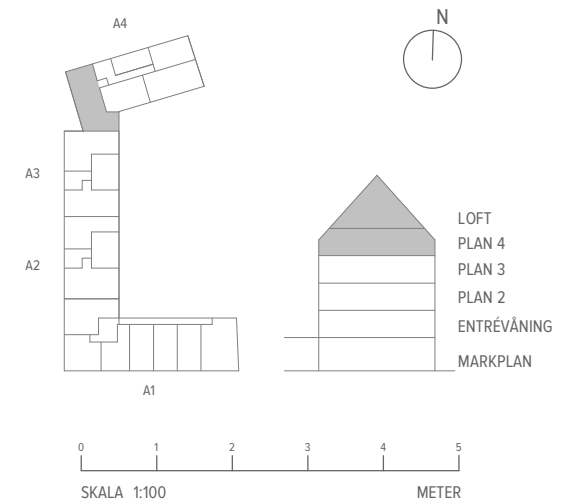 A4
N
A3
A2
A1
LOFT
PLAN 4
PLAN 3
PLAN 2
ENTRÉVÅNING
MARKPLAN
0 1 2 3 4 5
SKALA 1:100 METER